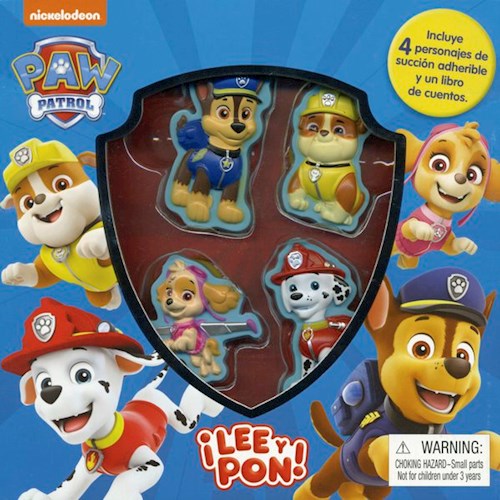 nickelodeon
PAW
PATROL
Incluye
4 personajes de
succión adherible
y un libro
de cuentos.
¡LEE Y
PON!
WARNING:
CHOKING HAZARD–Small parts
Not for children under 3 years